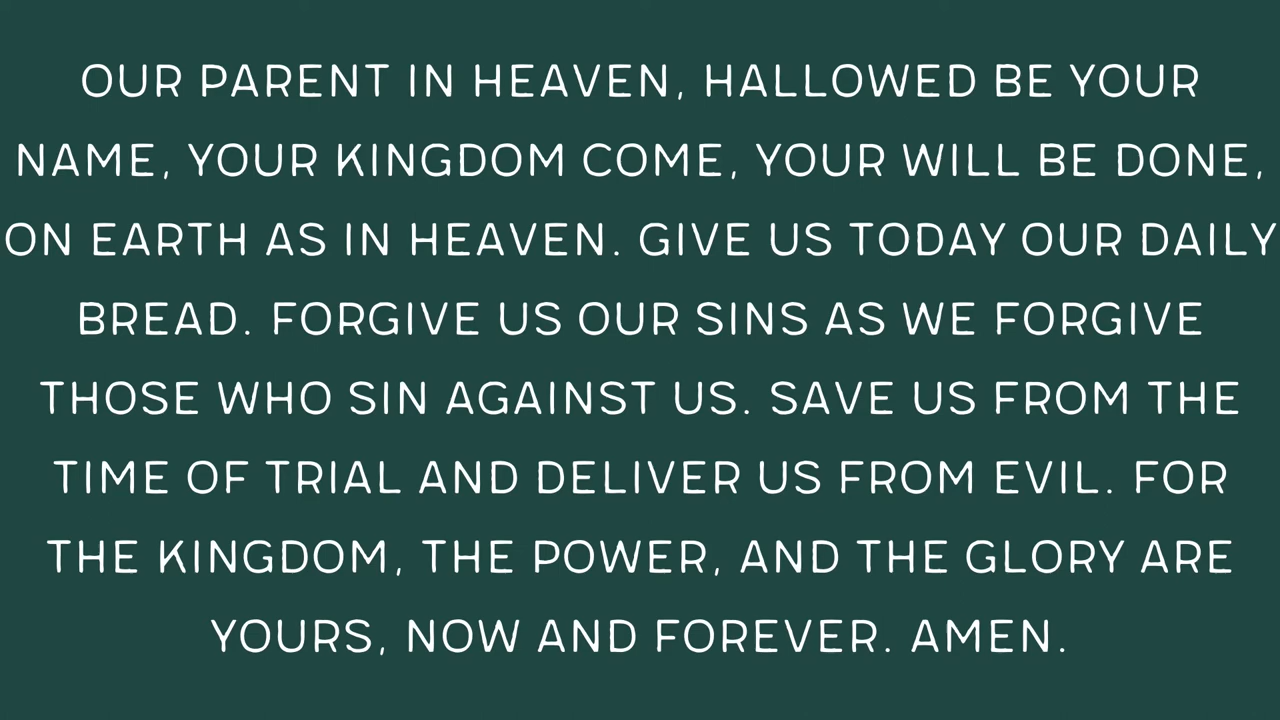 OUR PARENT IN HEAVEN, HALLOWED BE YOUR
NAME, YOUR KINGDOM COME, YOUR WILL BE DONE,
ON EARTH AS IN HEAVEN. GIVE US TODAY OUR DAILY
BREAD. FORGIVE US OUR SINS AS WE FORGIVE
THOSE WHO SIN AGAINST US. SAVE US FROM THE
TIME OF TRIAL AND DELIVER US FROM EVIL. FOR
THE KINGDOM, THE POWER, AND THE GLORY ARE
YOURS, NOW AND FOREVER. AMEN.